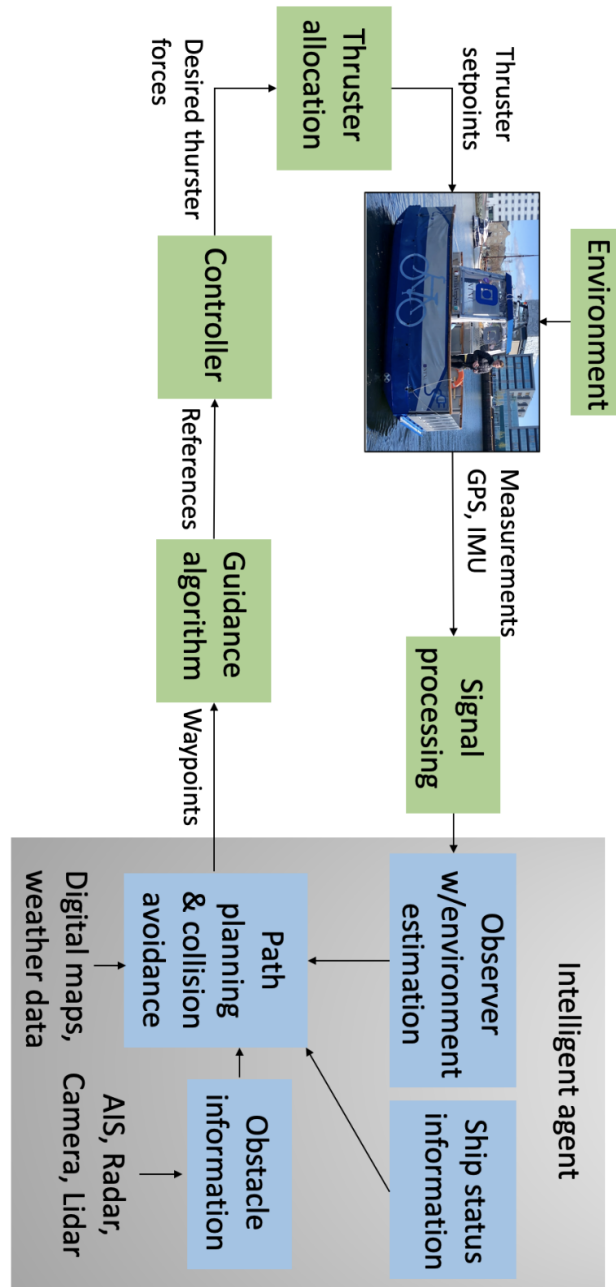 Environment
Intelligent agent
Thruster
setpoints
Measurements
GPS, IMU
Thruster
allocation
Signal
processing
Observer
w/environment
estimation
Ship status
information
Desired thurster
forces
Controller
References
Guidance
algorithm
Waypoints
Path
planning
& collision
avoidance
Obstacle
information
Digital maps,
weather data
AIS, Radar,
Camera, Lidar